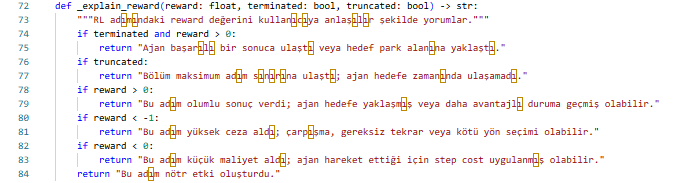 72 def _explain_reward(reward: float, terminated: bool, truncated: bool) -> str:
73 """RL adımındaki reward değerini kullanıcıya anlaşılır şekilde yorumlar."""
74 if terminated and reward > 0:
75 return "Ajan başarılı bir sonuca ulaştı veya hedef park alanına yaklaştı."
76 if truncated:
77 return "Bölüm maksimum adım sınırına ulaştı; ajan hedefe zamanında ulaşamadı."
78 if reward > 0:
79 return "Bu adım olumlu sonuç verdi; ajan hedefe yaklaşmış veya daha avantajlı duruma geçmiş olabilir."
80 if reward < -1:
81 return "Bu adım yüksek ceza aldı; çarpışma, gereksiz tekrar veya kötü yön seçimi olabilir."
82 if reward < 0:
83 return "Bu adım küçük maliyet aldı; ajan hareket ettiği için step cost uygulanmış olabilir."
84 return "Bu adım nötr etki oluşturdu."